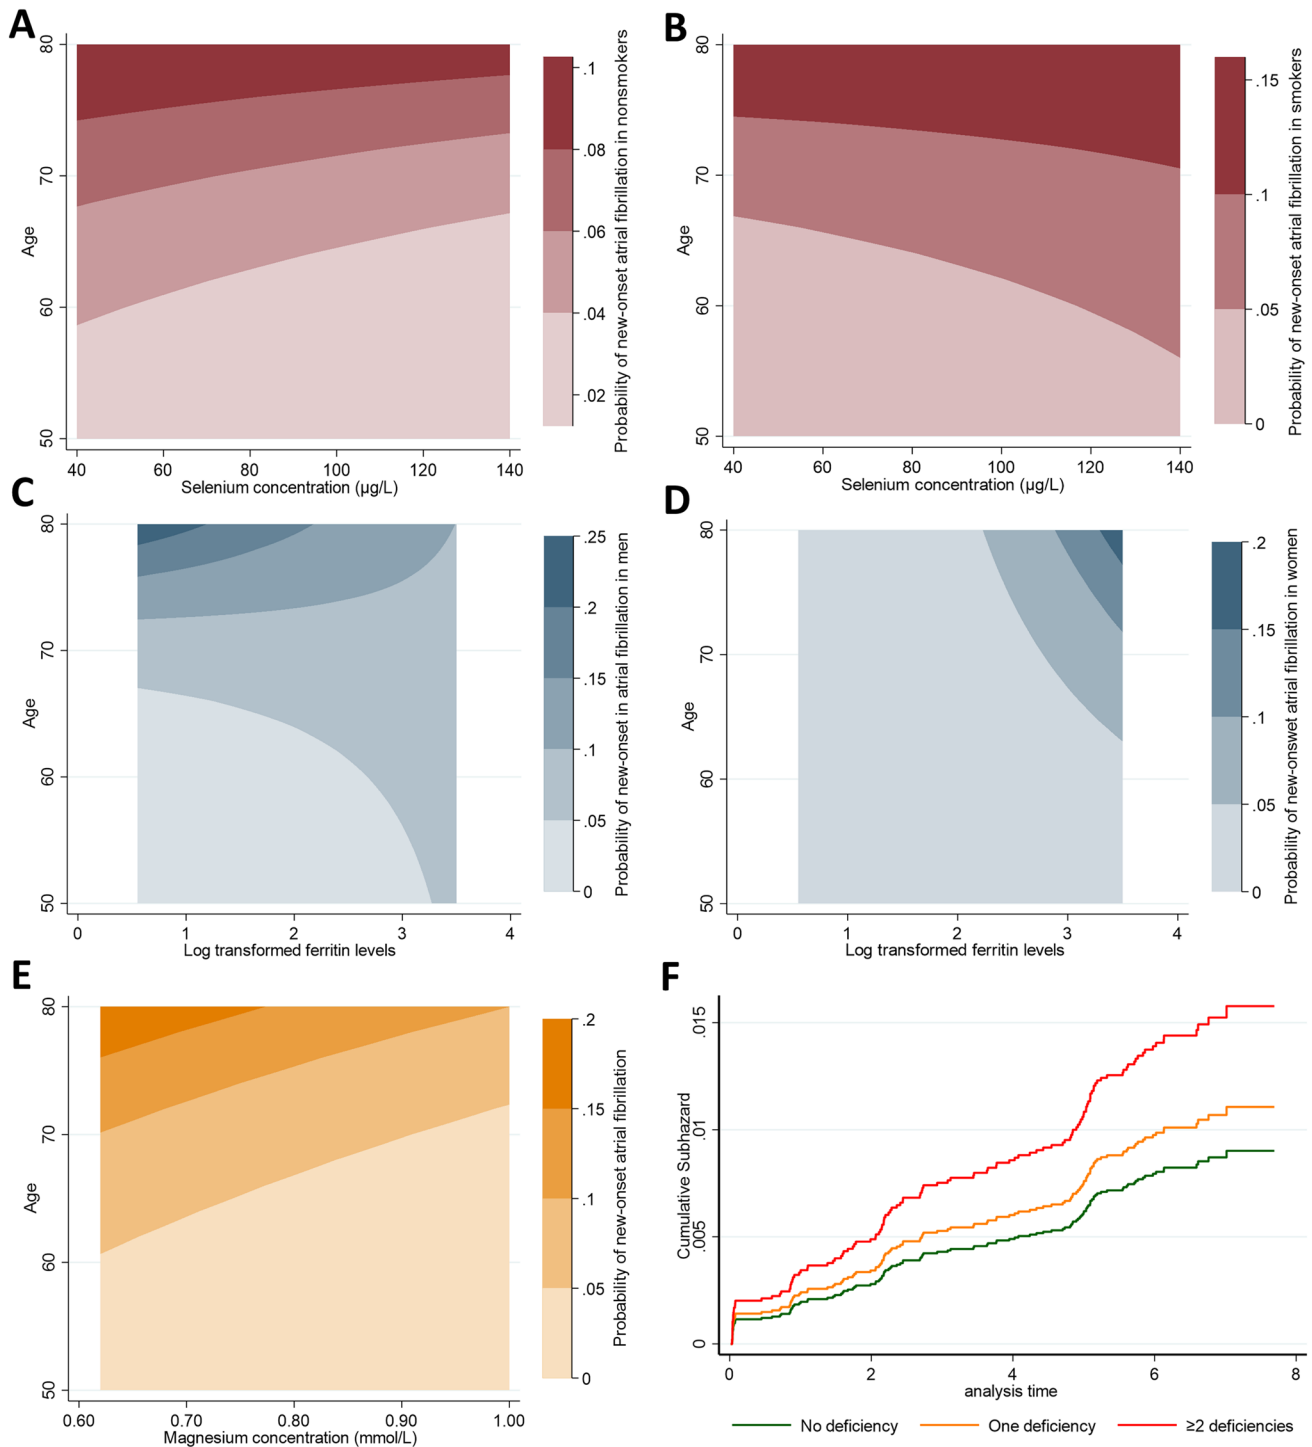 A
80
70
60
50
Age
40 60 80 100 120 140
Selenium concentration (µg/L)
.1
.08
.06
.04
.02
Probability of new-onset atrial fibrillation in nonsmokers
B
80
70
60
50
Age
40 60 80 100 120 140
Selenium concentration (µg/L)
.15
.1
.05
0
Probability of new-onset atrial fibrillation in smokers
C
80
70
60
50
Age
0 1 2 3 4
Log transformed ferritin levels
.25
.2
.15
.1
.05
0
Probability of new-onset in atrial fibrillation in men
D
80
70
60
50
Age
0 1 2 3 4
Log transformed ferritin levels
.2
.15
.1
.05
0
Probability of new-onswet atrial fibrillation in women
E
80
70
60
50
Age
0.60 0.70 0.80 0.90 1.00
Magnesium concentration (mmol/L)
.2
.15
.1
.05
0
Probability of new-onset atrial fibrillation
F
.015
.01
.005
0
Cumulative Subhazard
0 2 4 6 8
analysis time
No deficiency One deficiency ≥2 deficiencies